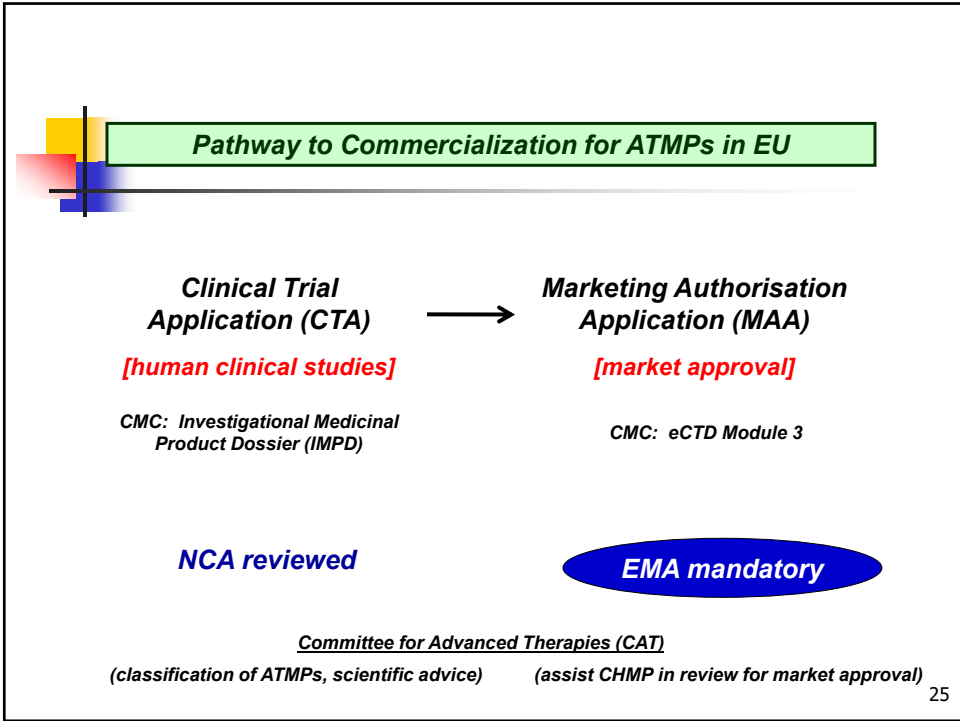 Pathway to Commercialization for ATMPs in EU
Clinical Trial
Application (CTA)
[human clinical studies]
CMC: Investigational Medicinal
Product Dossier (IMPD)
NCA reviewed
Marketing Authorisation
Application (MAA)
[market approval]
CMC: eCTD Module 3
EMA mandatory
Committee for Advanced Therapies (CAT)
(classification of ATMPs, scientific advice)
(assist CHMP in review for market approval)
25